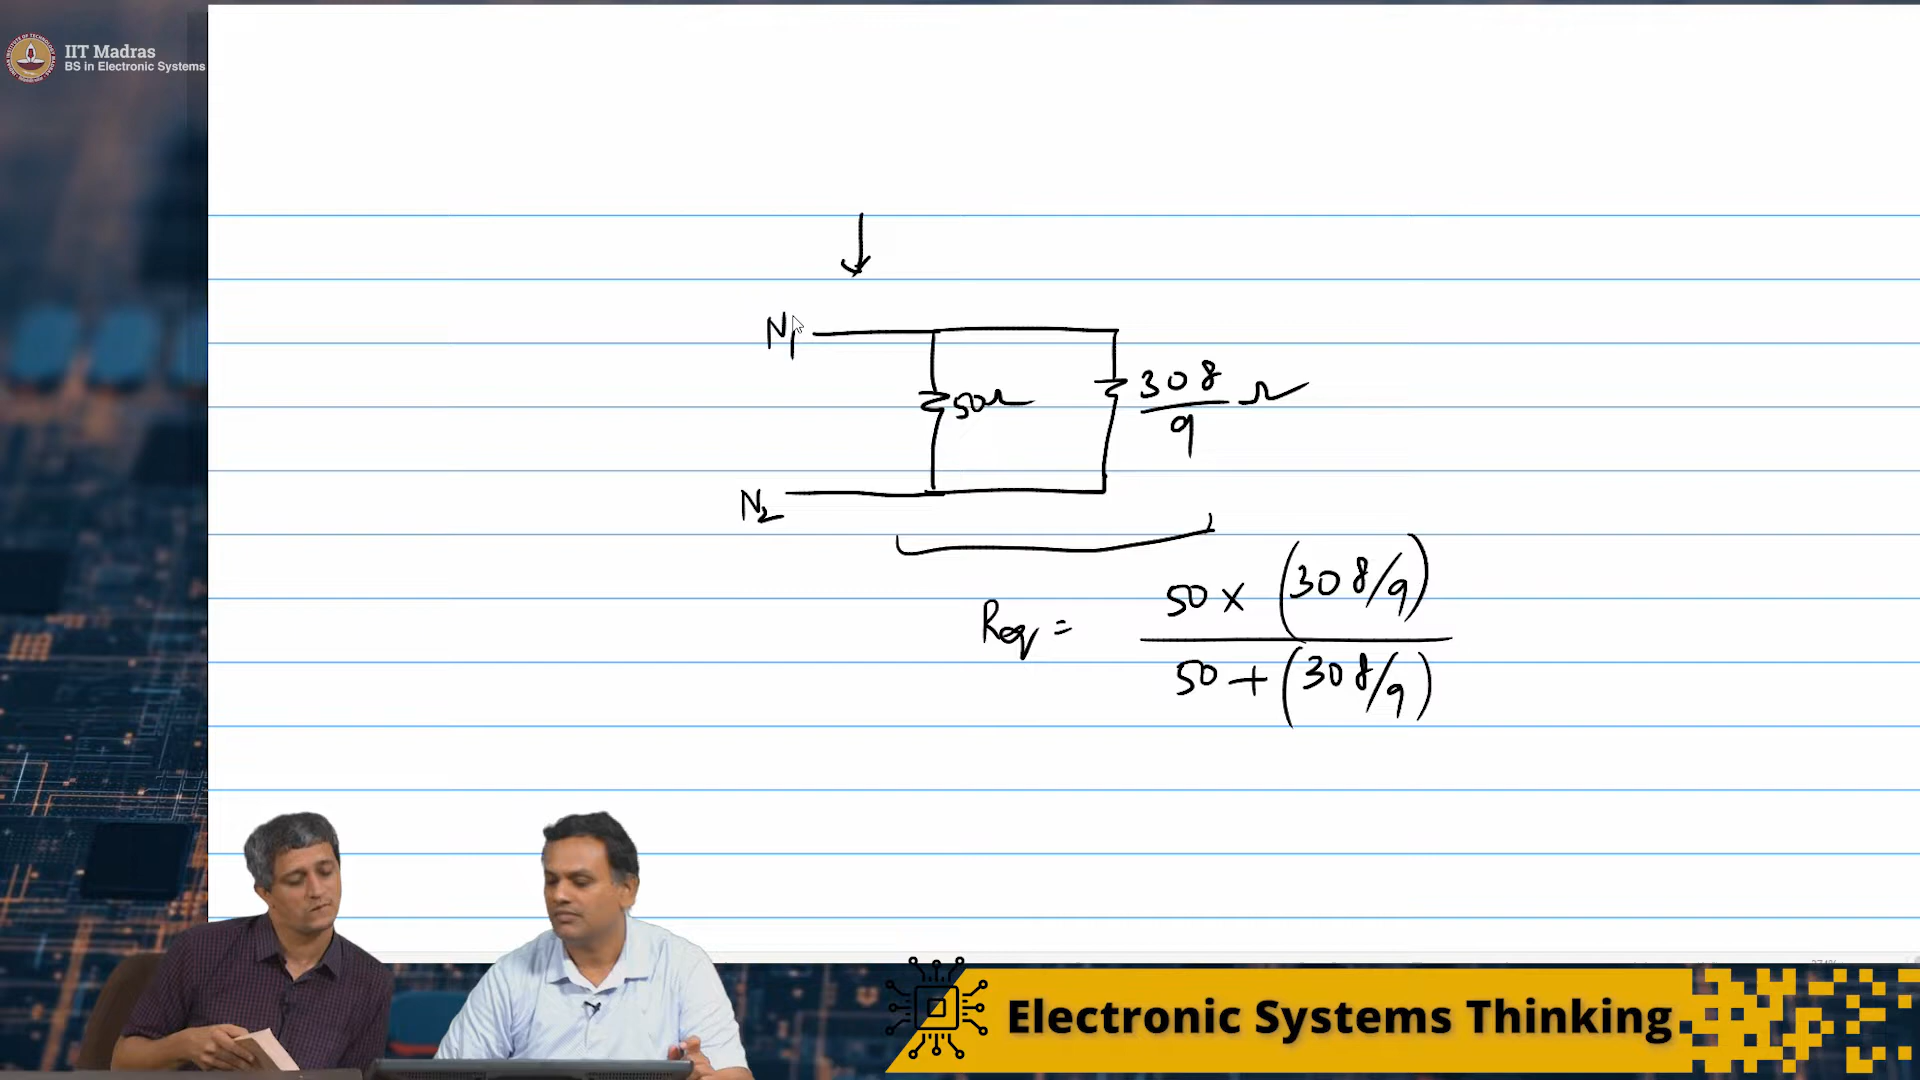 IIT Madras
BS in Electronic Systems
N1
50Ω
308/9 Ω
N2
Req = 50 × (308/9) / 50 + (308/9)
Electronic Systems Thinking